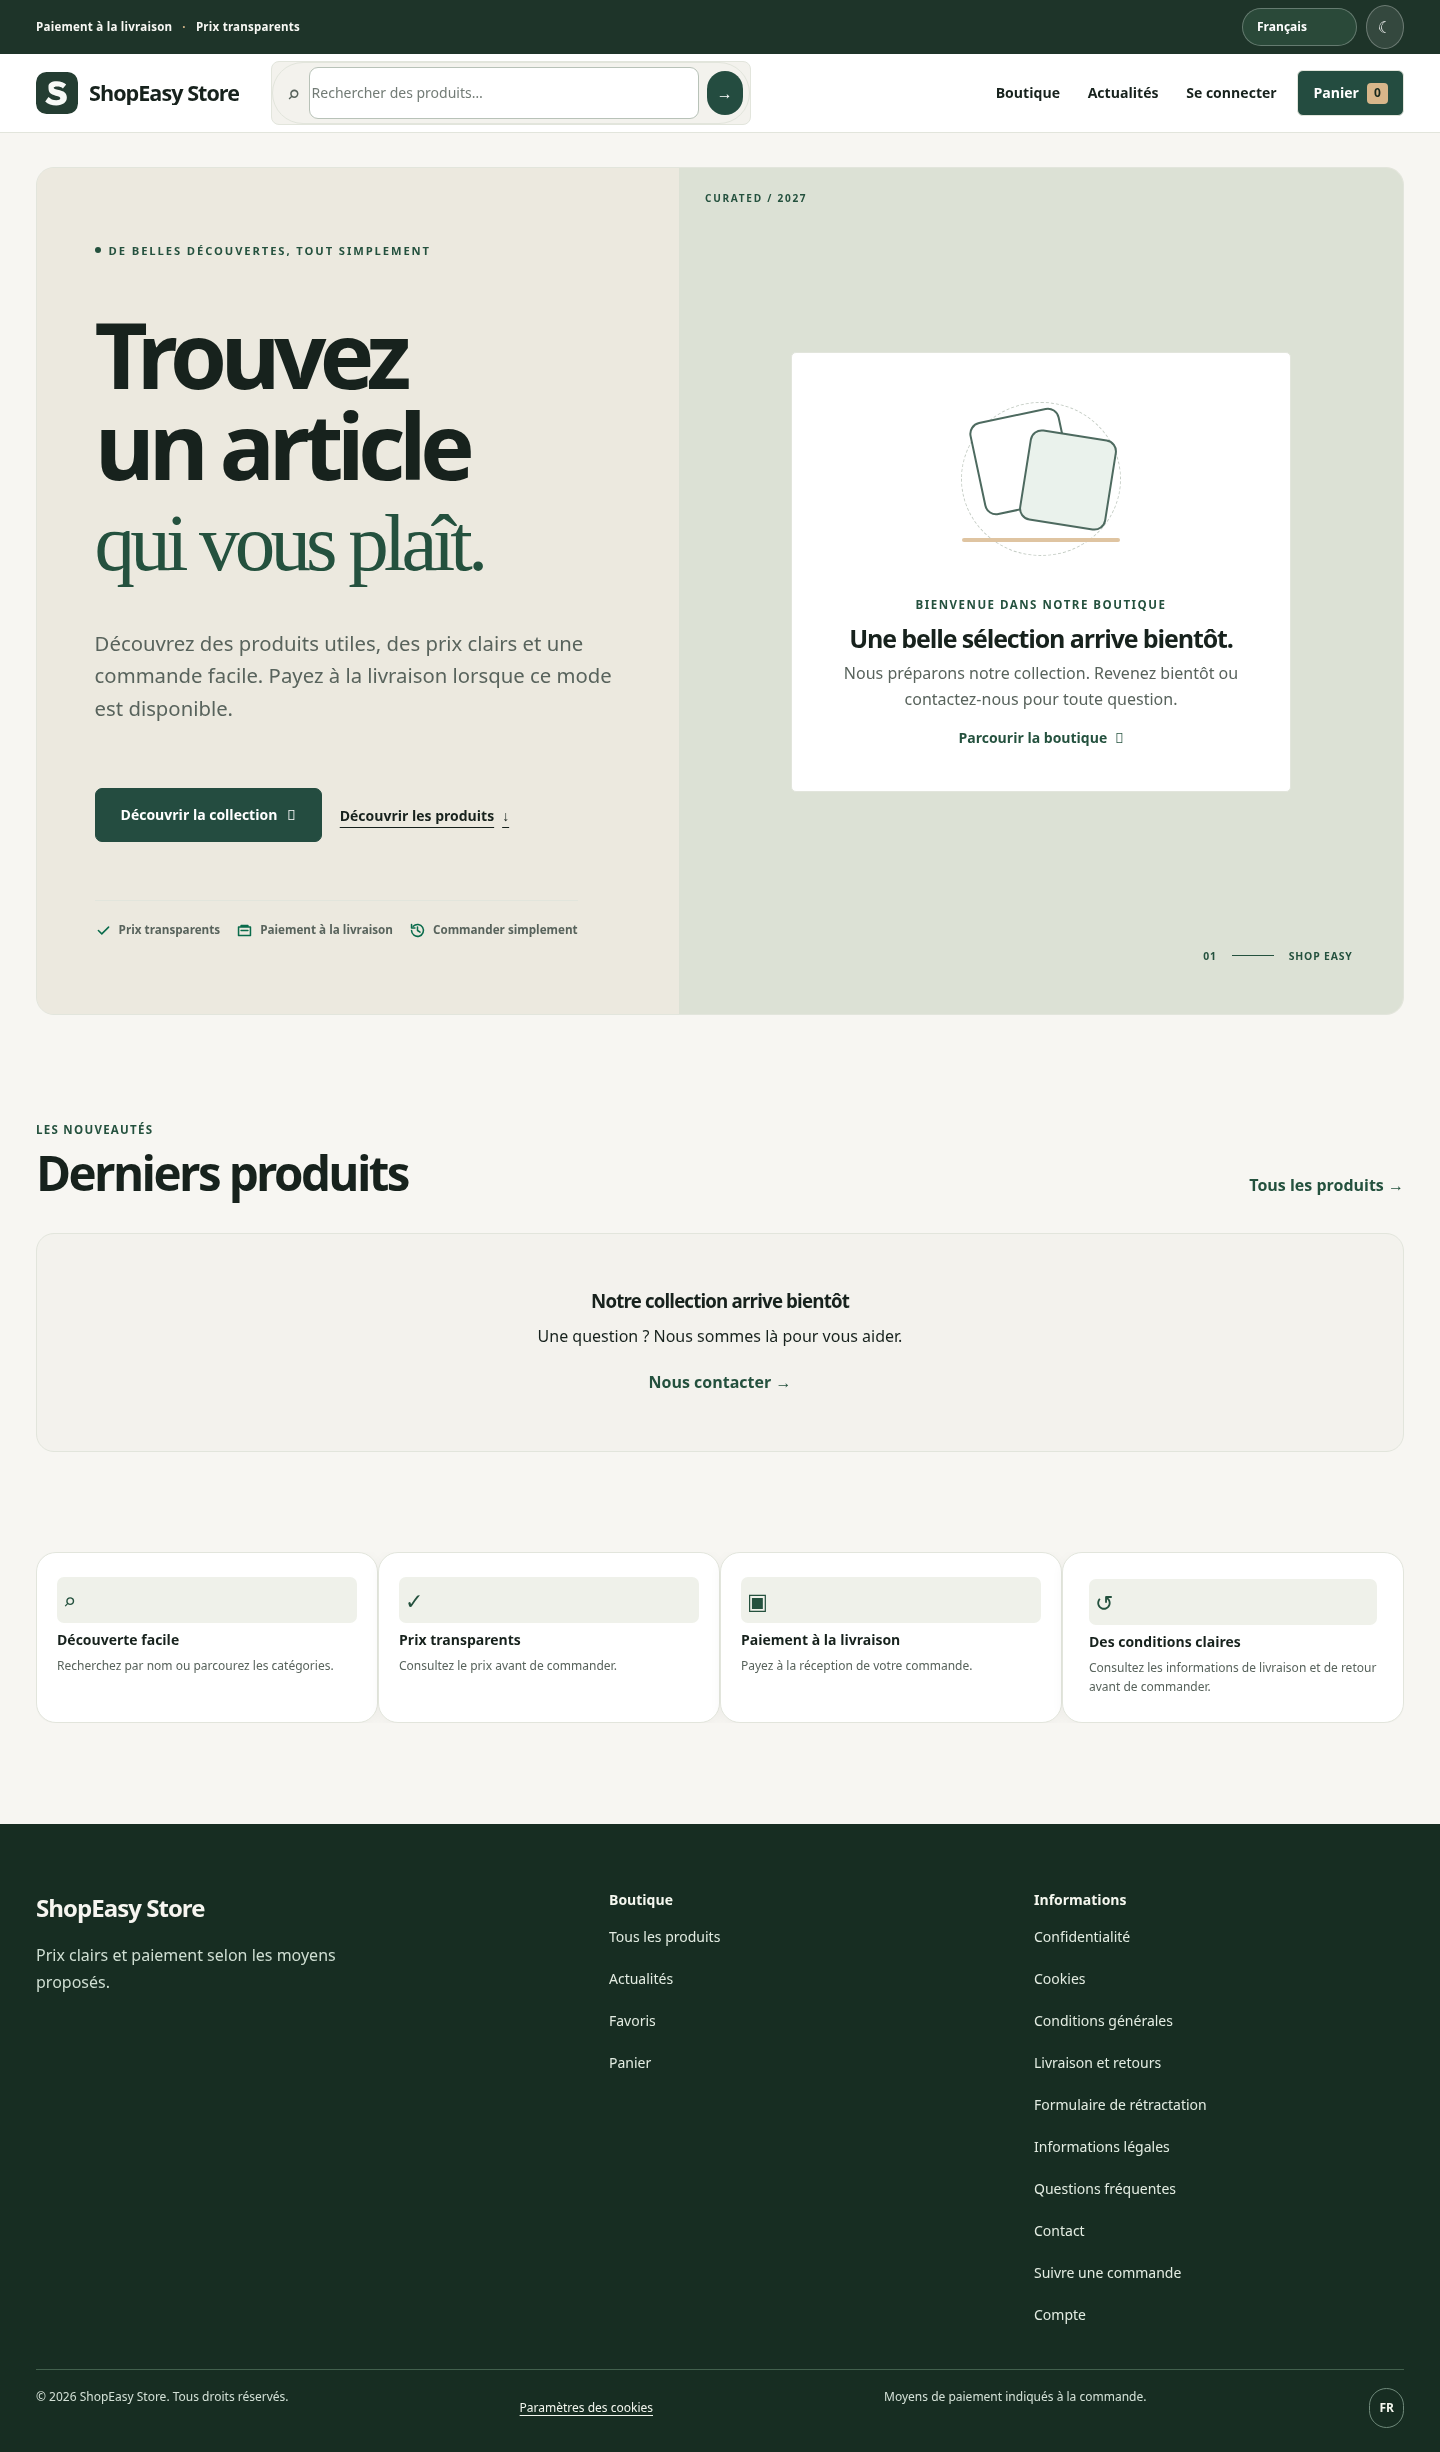 Paiement à la livraison · Prix transparents
Français
☾
S ShopEasy Store
Rechercher des produits...
→
Boutique
Actualités
Se connecter
Panier 0
CURATED / 2027
DE BELLES DÉCOUVERTES, TOUT SIMPLEMENT
Trouvez
un article
qui vous plaît.
Découvrez des produits utiles, des prix clairs et une
commande facile. Payez à la livraison lorsque ce mode
est disponible.
Découvrir la collection
Découvrir les produits ↓
Prix transparents
Paiement à la livraison
Commander simplement
BIENVENUE DANS NOTRE BOUTIQUE
Une belle sélection arrive bientôt.
Nous préparons notre collection. Revenez bientôt ou
contactez-nous pour toute question.
Parcourir la boutique
01
SHOP EASY
LES NOUVEAUTÉS
Derniers produits
Tous les produits →
Notre collection arrive bientôt
Une question ? Nous sommes là pour vous aider.
Nous contacter →
Découverte facile
Recherchez par nom ou parcourez les catégories.
✓
Prix transparents
Consultez le prix avant de commander.
▣
Paiement à la livraison
Payez à la réception de votre commande.
↺
Des conditions claires
Consultez les informations de livraison et de retour
avant de commander.
ShopEasy Store
Prix clairs et paiement selon les moyens
proposés.
Boutique
Tous les produits
Actualités
Favoris
Panier
Informations
Confidentialité
Cookies
Conditions générales
Livraison et retours
Formulaire de rétractation
Informations légales
Questions fréquentes
Contact
Suivre une commande
Compte
© 2026 ShopEasy Store. Tous droits réservés.
Paramètres des cookies
Moyens de paiement indiqués à la commande.
FR